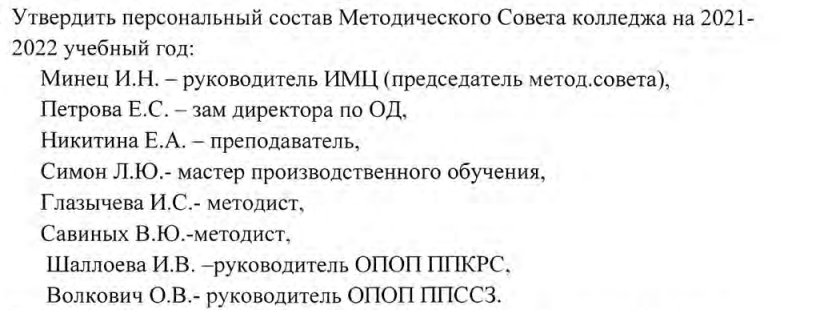 Утвердить персональный состав Методического Совета колледжа на 2021-
2022 учебный год:
Минец И.Н. – руководитель ИМЦ (председатель метод.совета),
Петрова Е.С. – зам директора по ОД,
Никитина Е.А. – преподаватель,
Симон Л.Ю.- мастер производственного обучения,
Глазычева И.С.- методист,
Савиных В.Ю.-методист,
Шаллоева И.В. –руководитель ОПОП ППКРС,
Волкович О.В.- руководитель ОПОП ППССЗ.